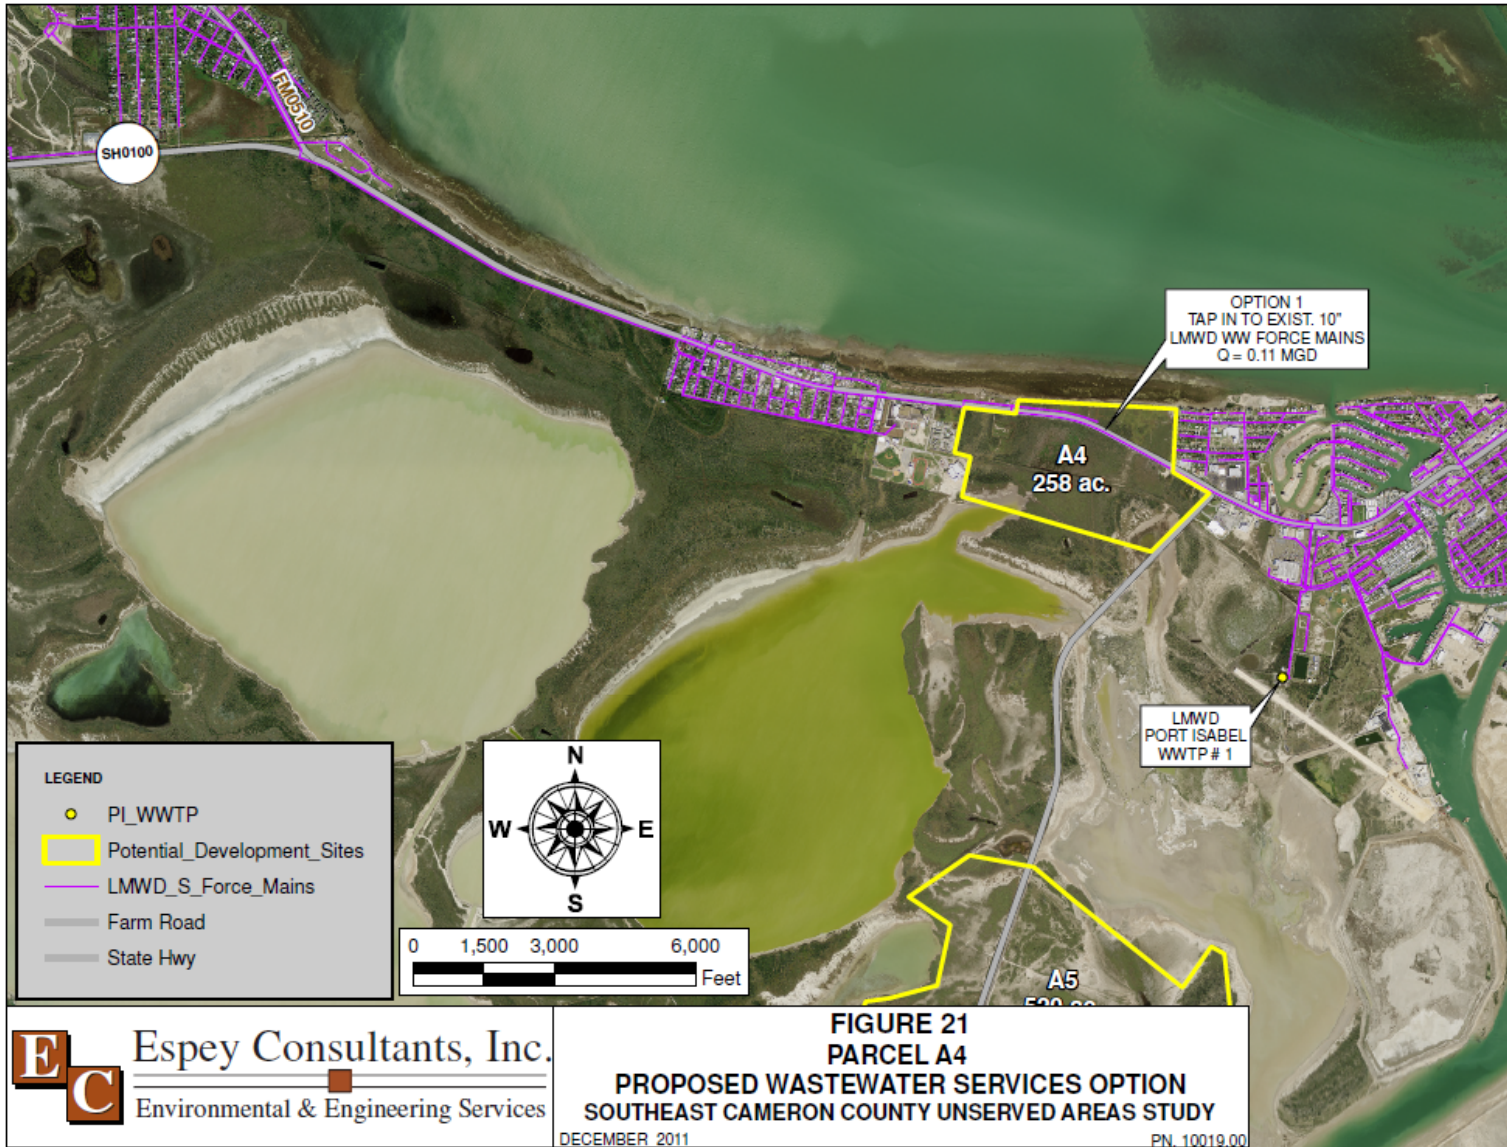 FM0510
SH0100
OPTION 1
TAP IN TO EXIST. 10"
LMWD WW FORCE MAINS
Q = 0.11 MGD
A4
258 ac.
LMWD
PORT ISABEL
WWTP # 1
LEGEND
PI_WWTP
Potential_Development_Sites
LMWD_S_Force_Mains
Farm Road
State Hwy
N
W E
S
0 1,500 3,000 6,000
Feet
A5
E C
Espey Consultants, Inc.
Environmental & Engineering Services
FIGURE 21
PARCEL A4
PROPOSED WASTEWATER SERVICES OPTION
SOUTHEAST CAMERON COUNTY UNSERVED AREAS STUDY
DECEMBER 2011 PN. 10019.00